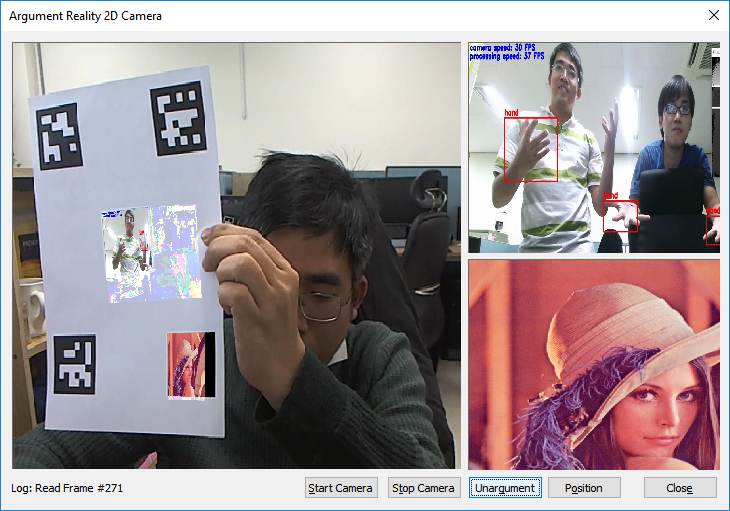 Argument Reality 2D Camera
camera speed: 30 FPS
processing speed: 37 FPS
hand
hand
hand
Log: Read Frame #271
Start Camera
Stop Camera
Unargument
Position
Close